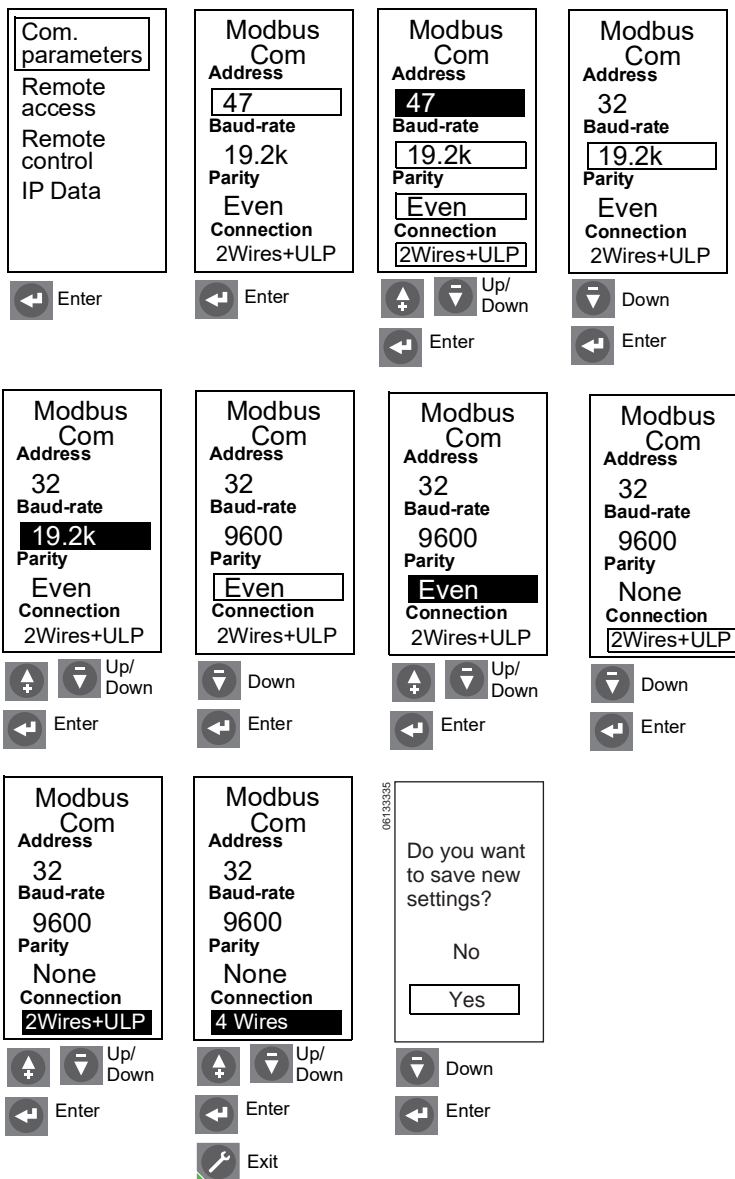 Com.
parameters
Remote
access
Remote
control
IP Data
Enter
Modbus
Com
Address
47
Baud-rate
19.2k
Parity
Even
Connection
2Wires+ULP
Enter
Modbus
Com
Address
47
Baud-rate
19.2k
Parity
Even
Connection
2Wires+ULP
Up/
Down
Enter
Modbus
Com
Address
32
Baud-rate
19.2k
Parity
Even
Connection
2Wires+ULP
Down
Enter
Modbus
Com
Address
32
Baud-rate
19.2k
Parity
Even
Connection
2Wires+ULP
Up/
Down
Enter
Modbus
Com
Address
32
Baud-rate
9600
Parity
Even
Connection
2Wires+ULP
Down
Enter
Modbus
Com
Address
32
Baud-rate
9600
Parity
Even
Connection
2Wires+ULP
Up/
Down
Enter
Modbus
Com
Address
32
Baud-rate
9600
Parity
None
Connection
2Wires+ULP
Down
Enter
Modbus
Com
Address
32
Baud-rate
9600
Parity
None
Connection
2Wires+ULP
Up/
Down
Enter
Modbus
Com
Address
32
Baud-rate
9600
Parity
None
Connection
4 Wires
Up/
Down
Enter
Exit
06133335
Do you want
to save new
settings?
No
Yes
Down
Enter